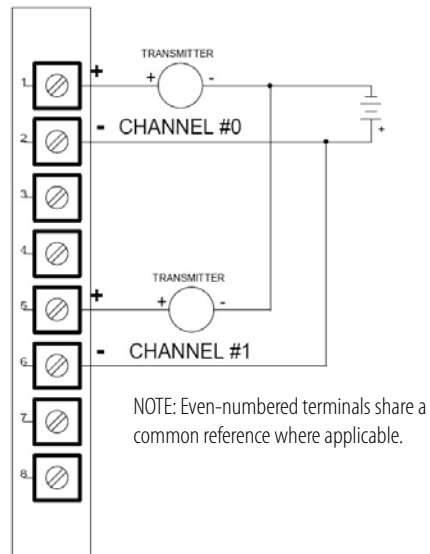 TRANSMITTER
1 + + -
2 - CHANNEL #0 +
3
4
TRANSMITTER
5 + + -
6 - CHANNEL #1
7
8
NOTE: Even-numbered terminals share a
common reference where applicable.